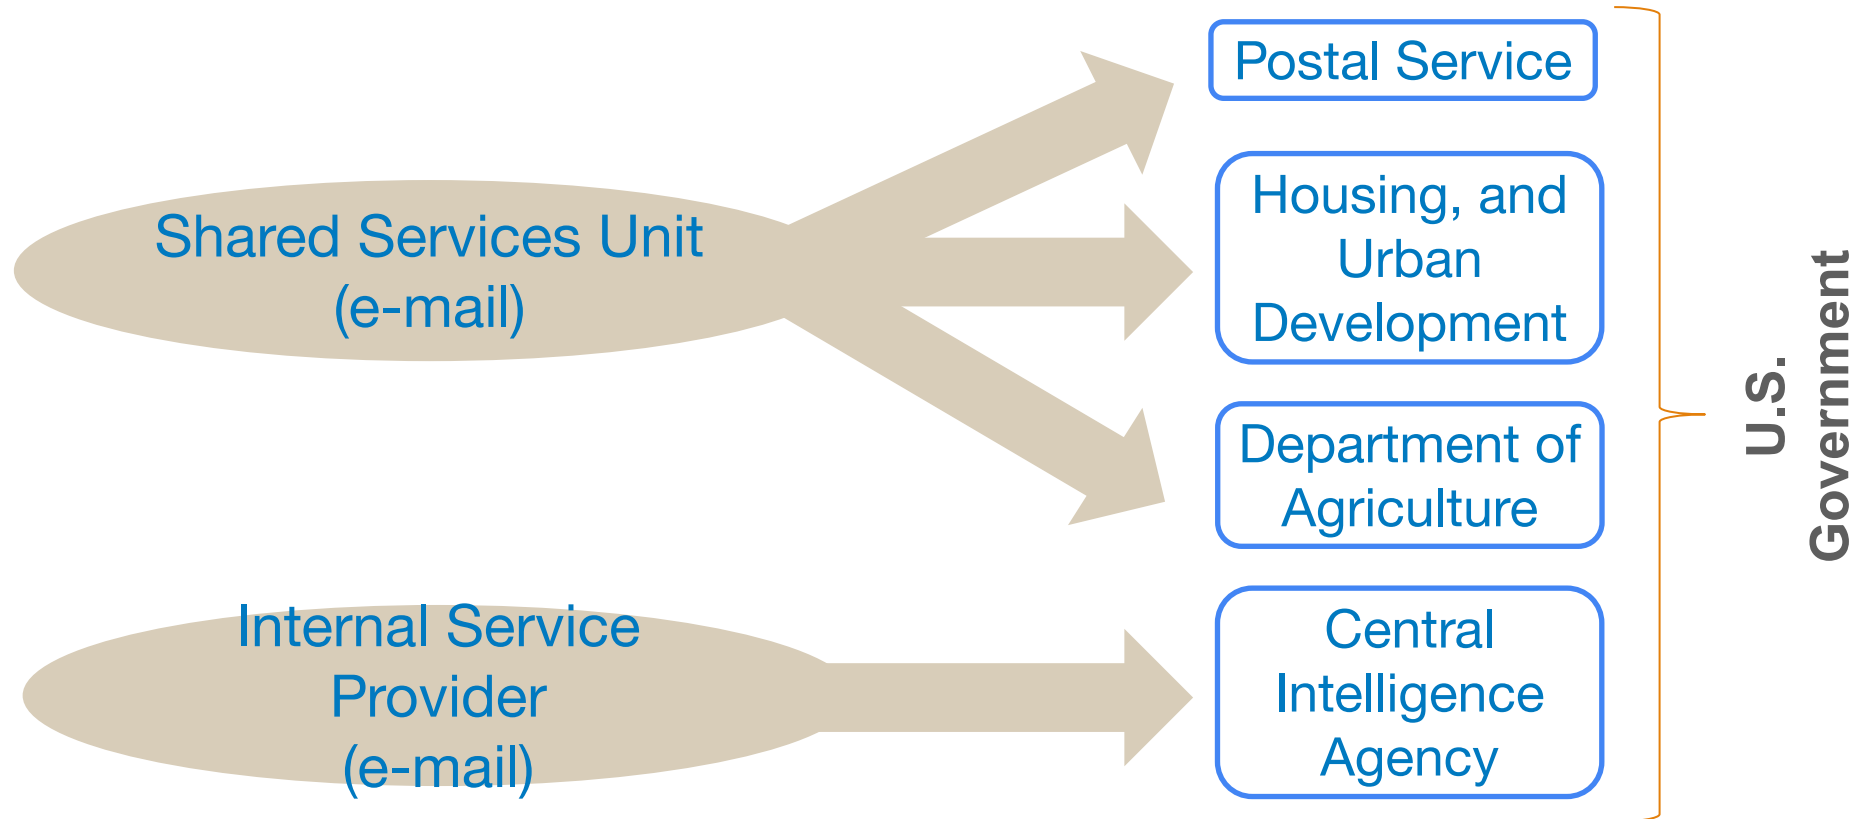 Shared Services Unit
(e-mail)
Postal Service
Housing, and
Urban
Development
Department of
Agriculture
Internal Service
Provider
(e-mail)
Central
Intelligence
Agency
U.S.
Government